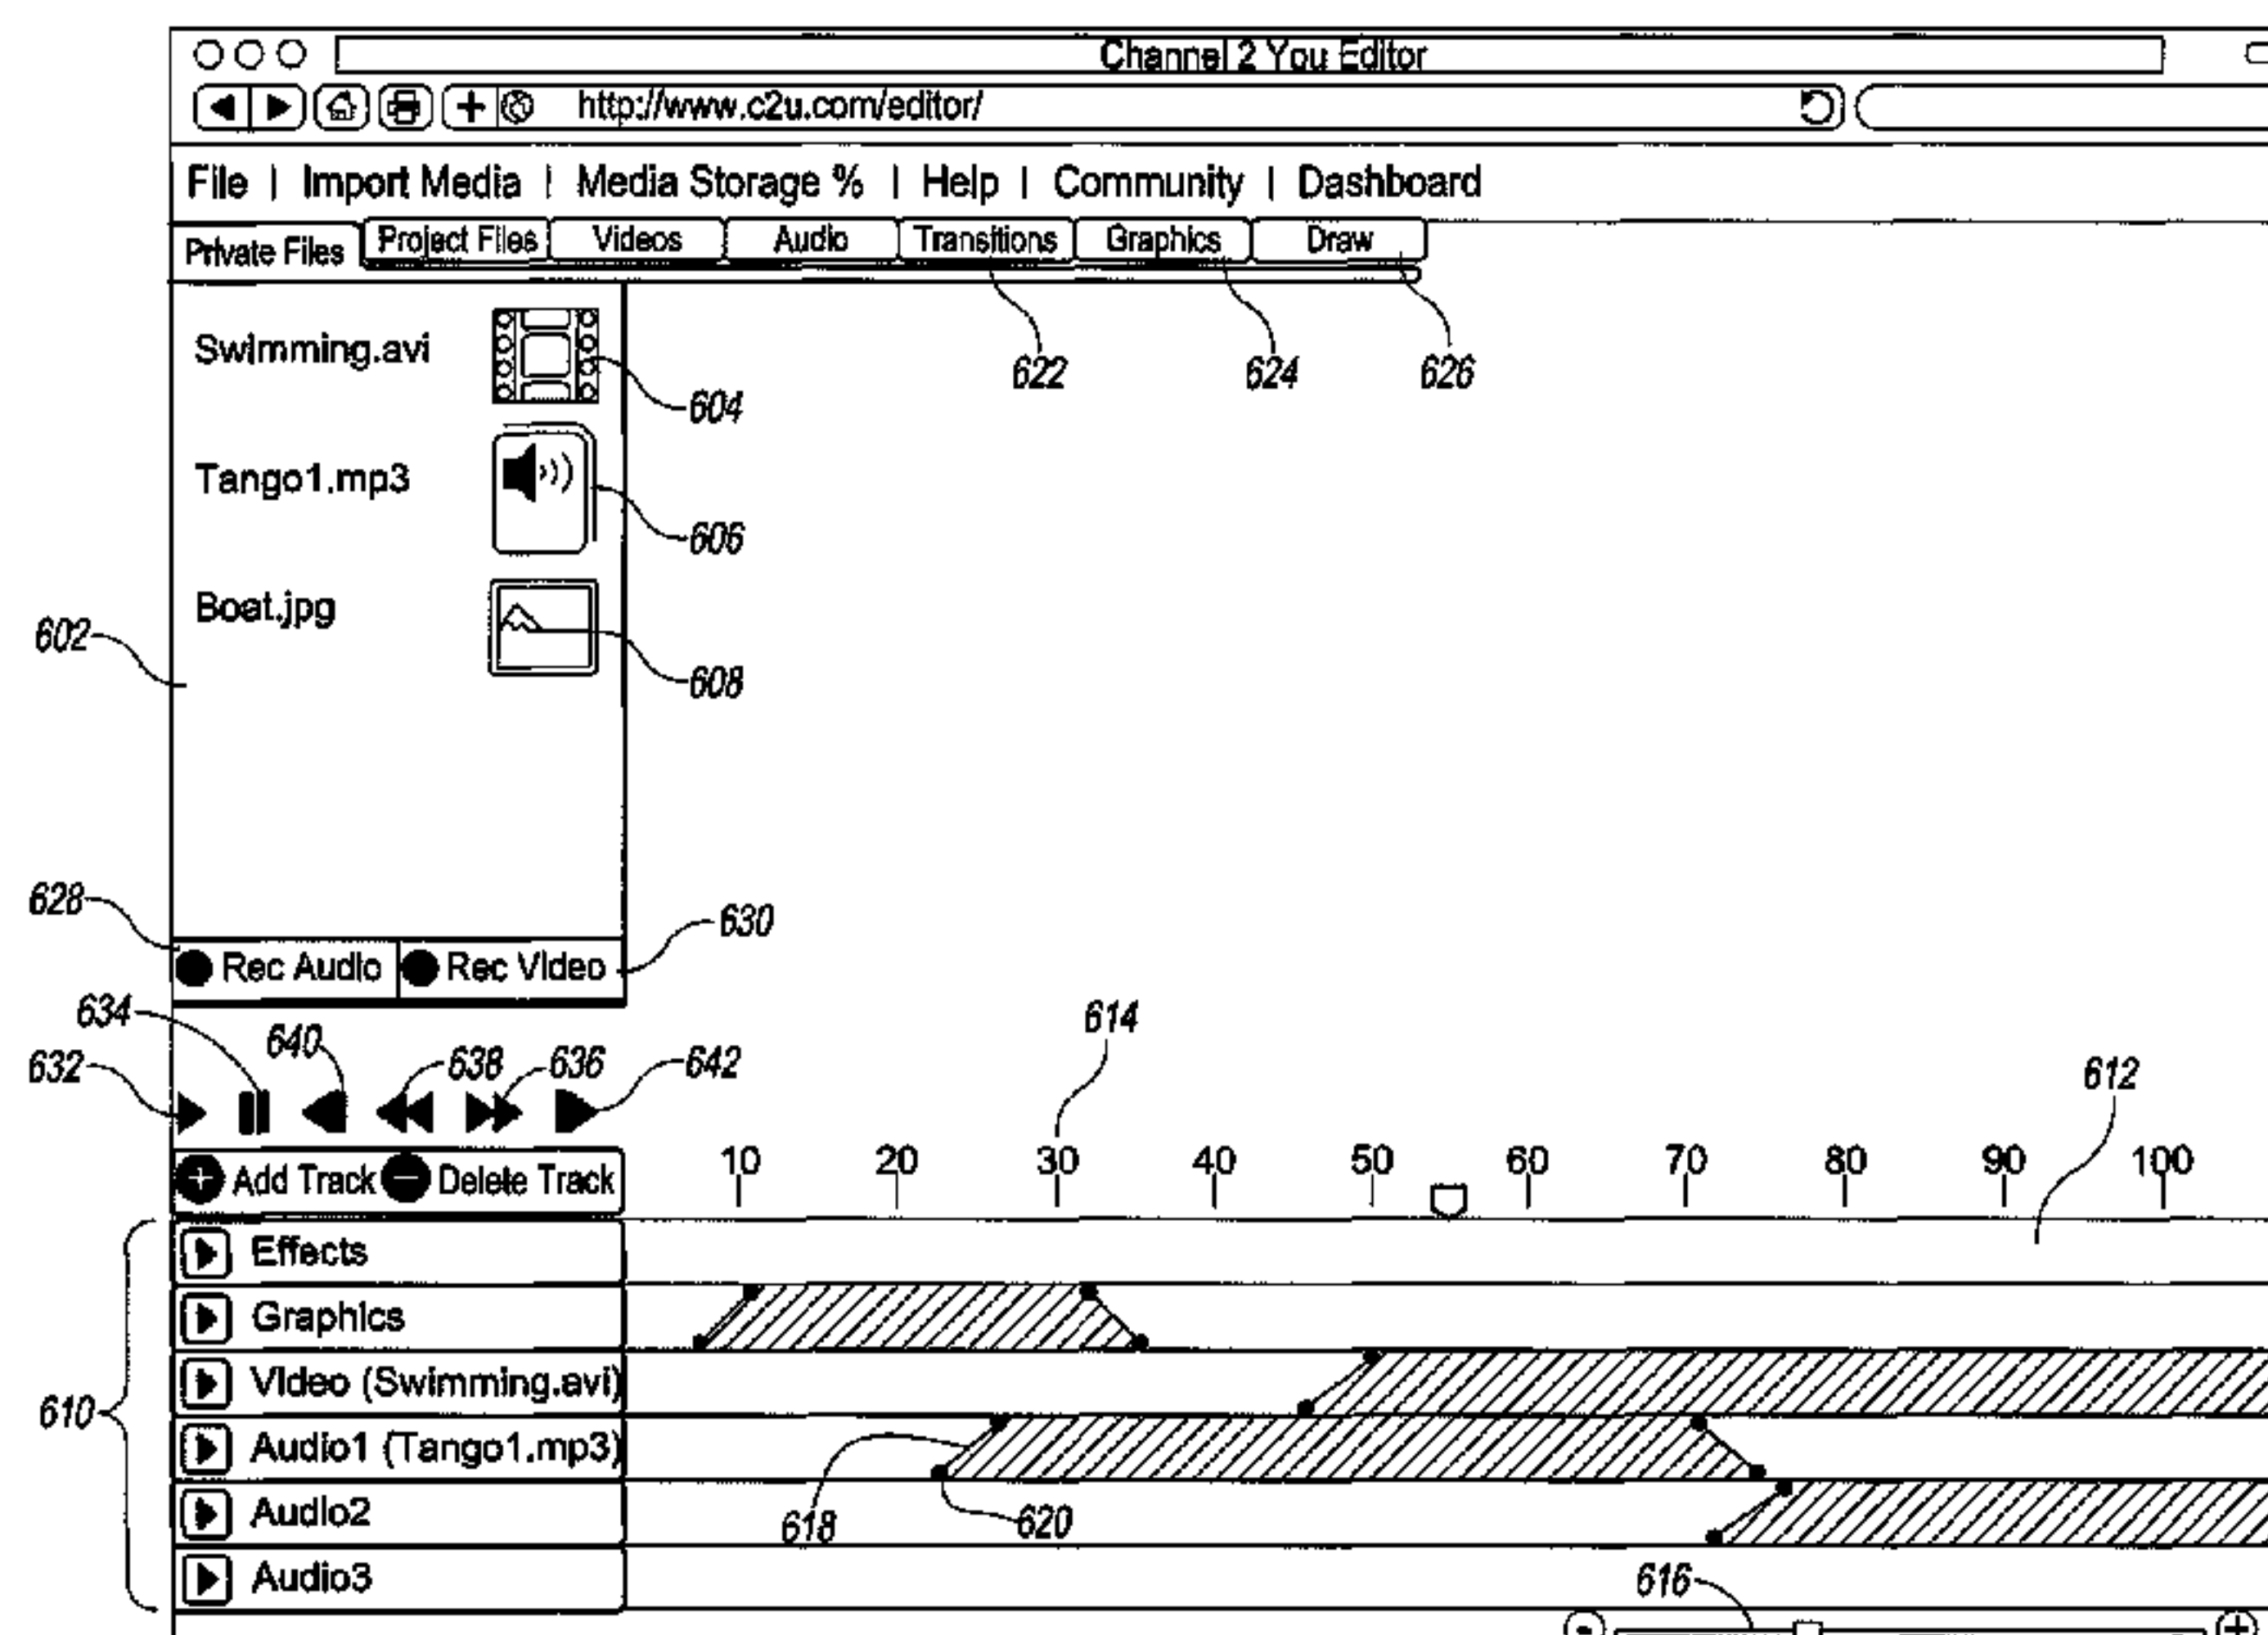 Channel 2 You Editor
http://www.c2u.com/editor/
File | Import Media | Media Storage % | Help | Community | Dashboard
Private Files Project Files Videos Audio Transitions Graphics Draw
622 624 626
Swimming.avi
604
Tango1.mp3
606
Boat.jpg
602
608
628
630
Rec Audio Rec Video
634
640
614
632
638 636 642
612
10 20 30 40 50 60 70 80 90 100
Add Track Delete Track
Effects
Graphics
Video (Swimming.avi)
610
Audio1 (Tango1.mp3)
Audio2
618 620
Audio3
616